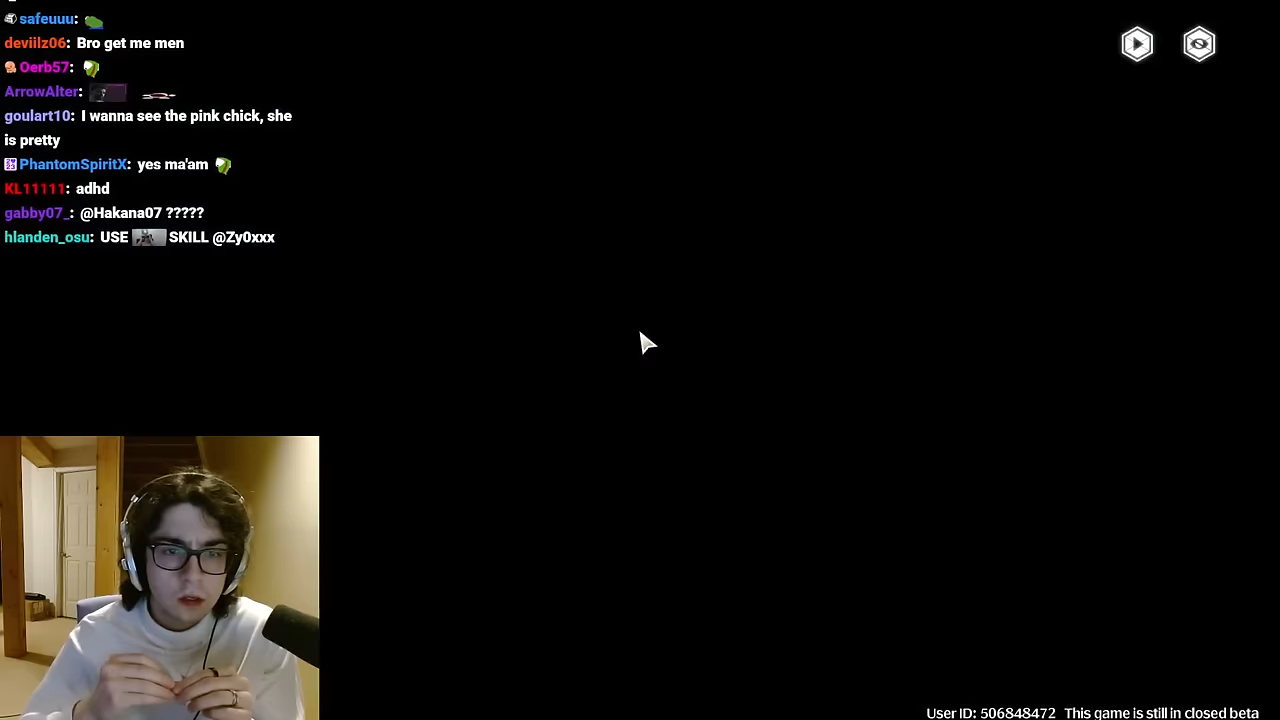 safeuuu:
deviilz06: Bro get me men
Oerb57:
ArrowAlter:
goulart10: I wanna see the pink chick, she
is pretty
PhantomSpiritX: yes ma'am
KL11111: adhd
gabby07_: @Hakana07 ?????
hlanden_osu: USE SKILL @Zy0xxx
User ID: 506848472 This game is still in closed beta